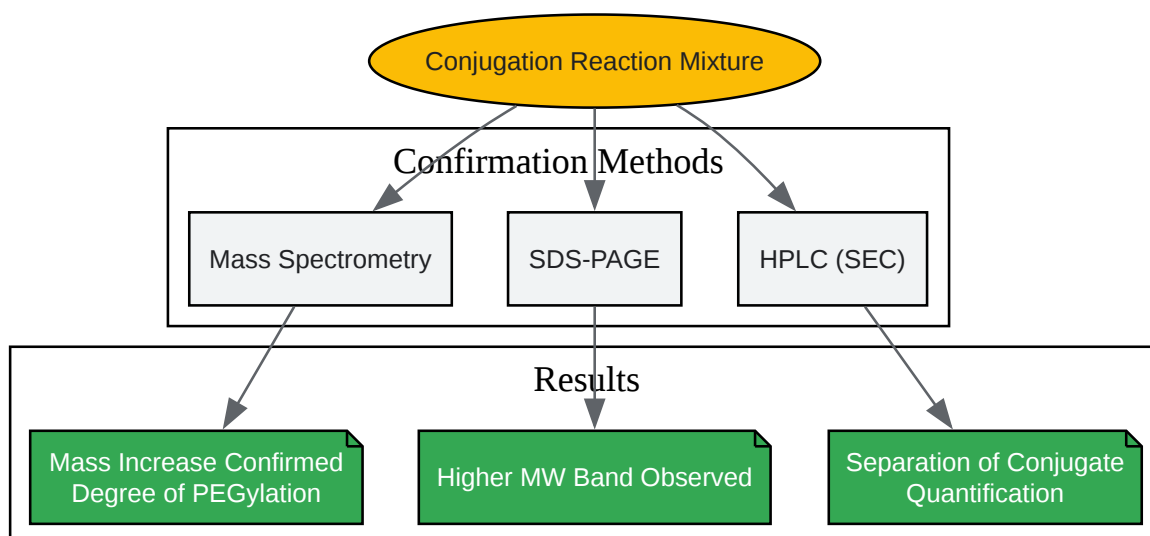 Conjugation Reaction Mixture
Confirmation Methods
Mass Spectrometry
SDS-PAGE
HPLC (SEC)
Results
Mass Increase Confirmed
Degree of PEGylation
Higher MW Band Observed
Separation of Conjugate
Quantification